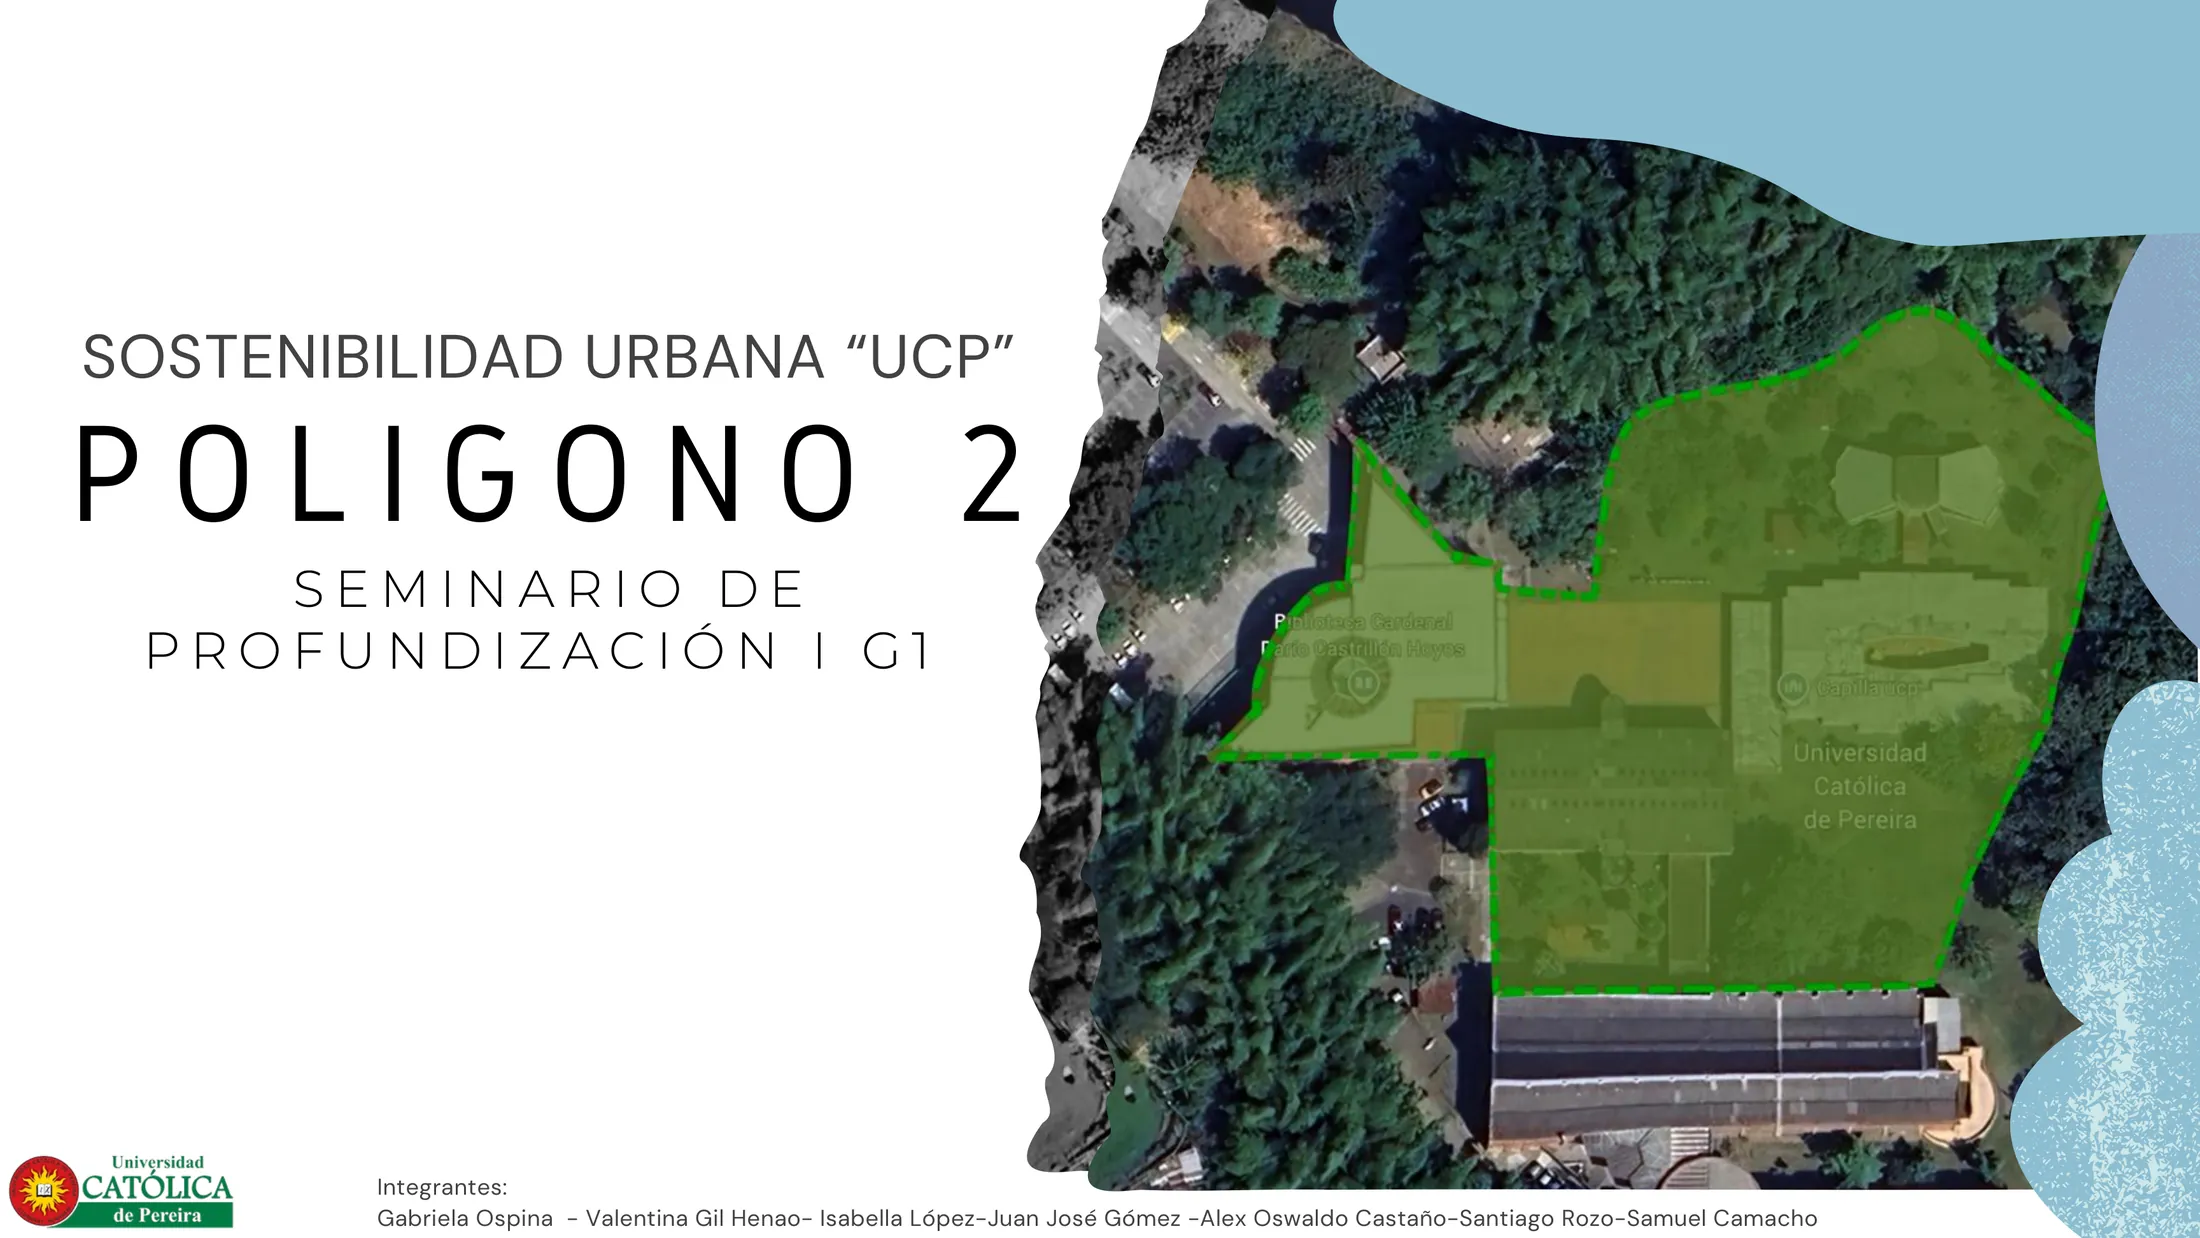 SOSTENIBILIDAD URBANA “UCP”
POLIGONO 2
SEMINARIO DE
PROFUNDIZACIÓN I G1
Biblioteca Cardenal
Darío Castrillón Hoyos
Capilla ucp
Universidad
Católica
de Pereira
Universidad
CATÓLICA
de Pereira
Integrantes:
Gabriela Ospina - Valentina Gil Henao- Isabella López-Juan José Gómez -Alex Oswaldo Castaño-Santiago Rozo-Samuel Camacho